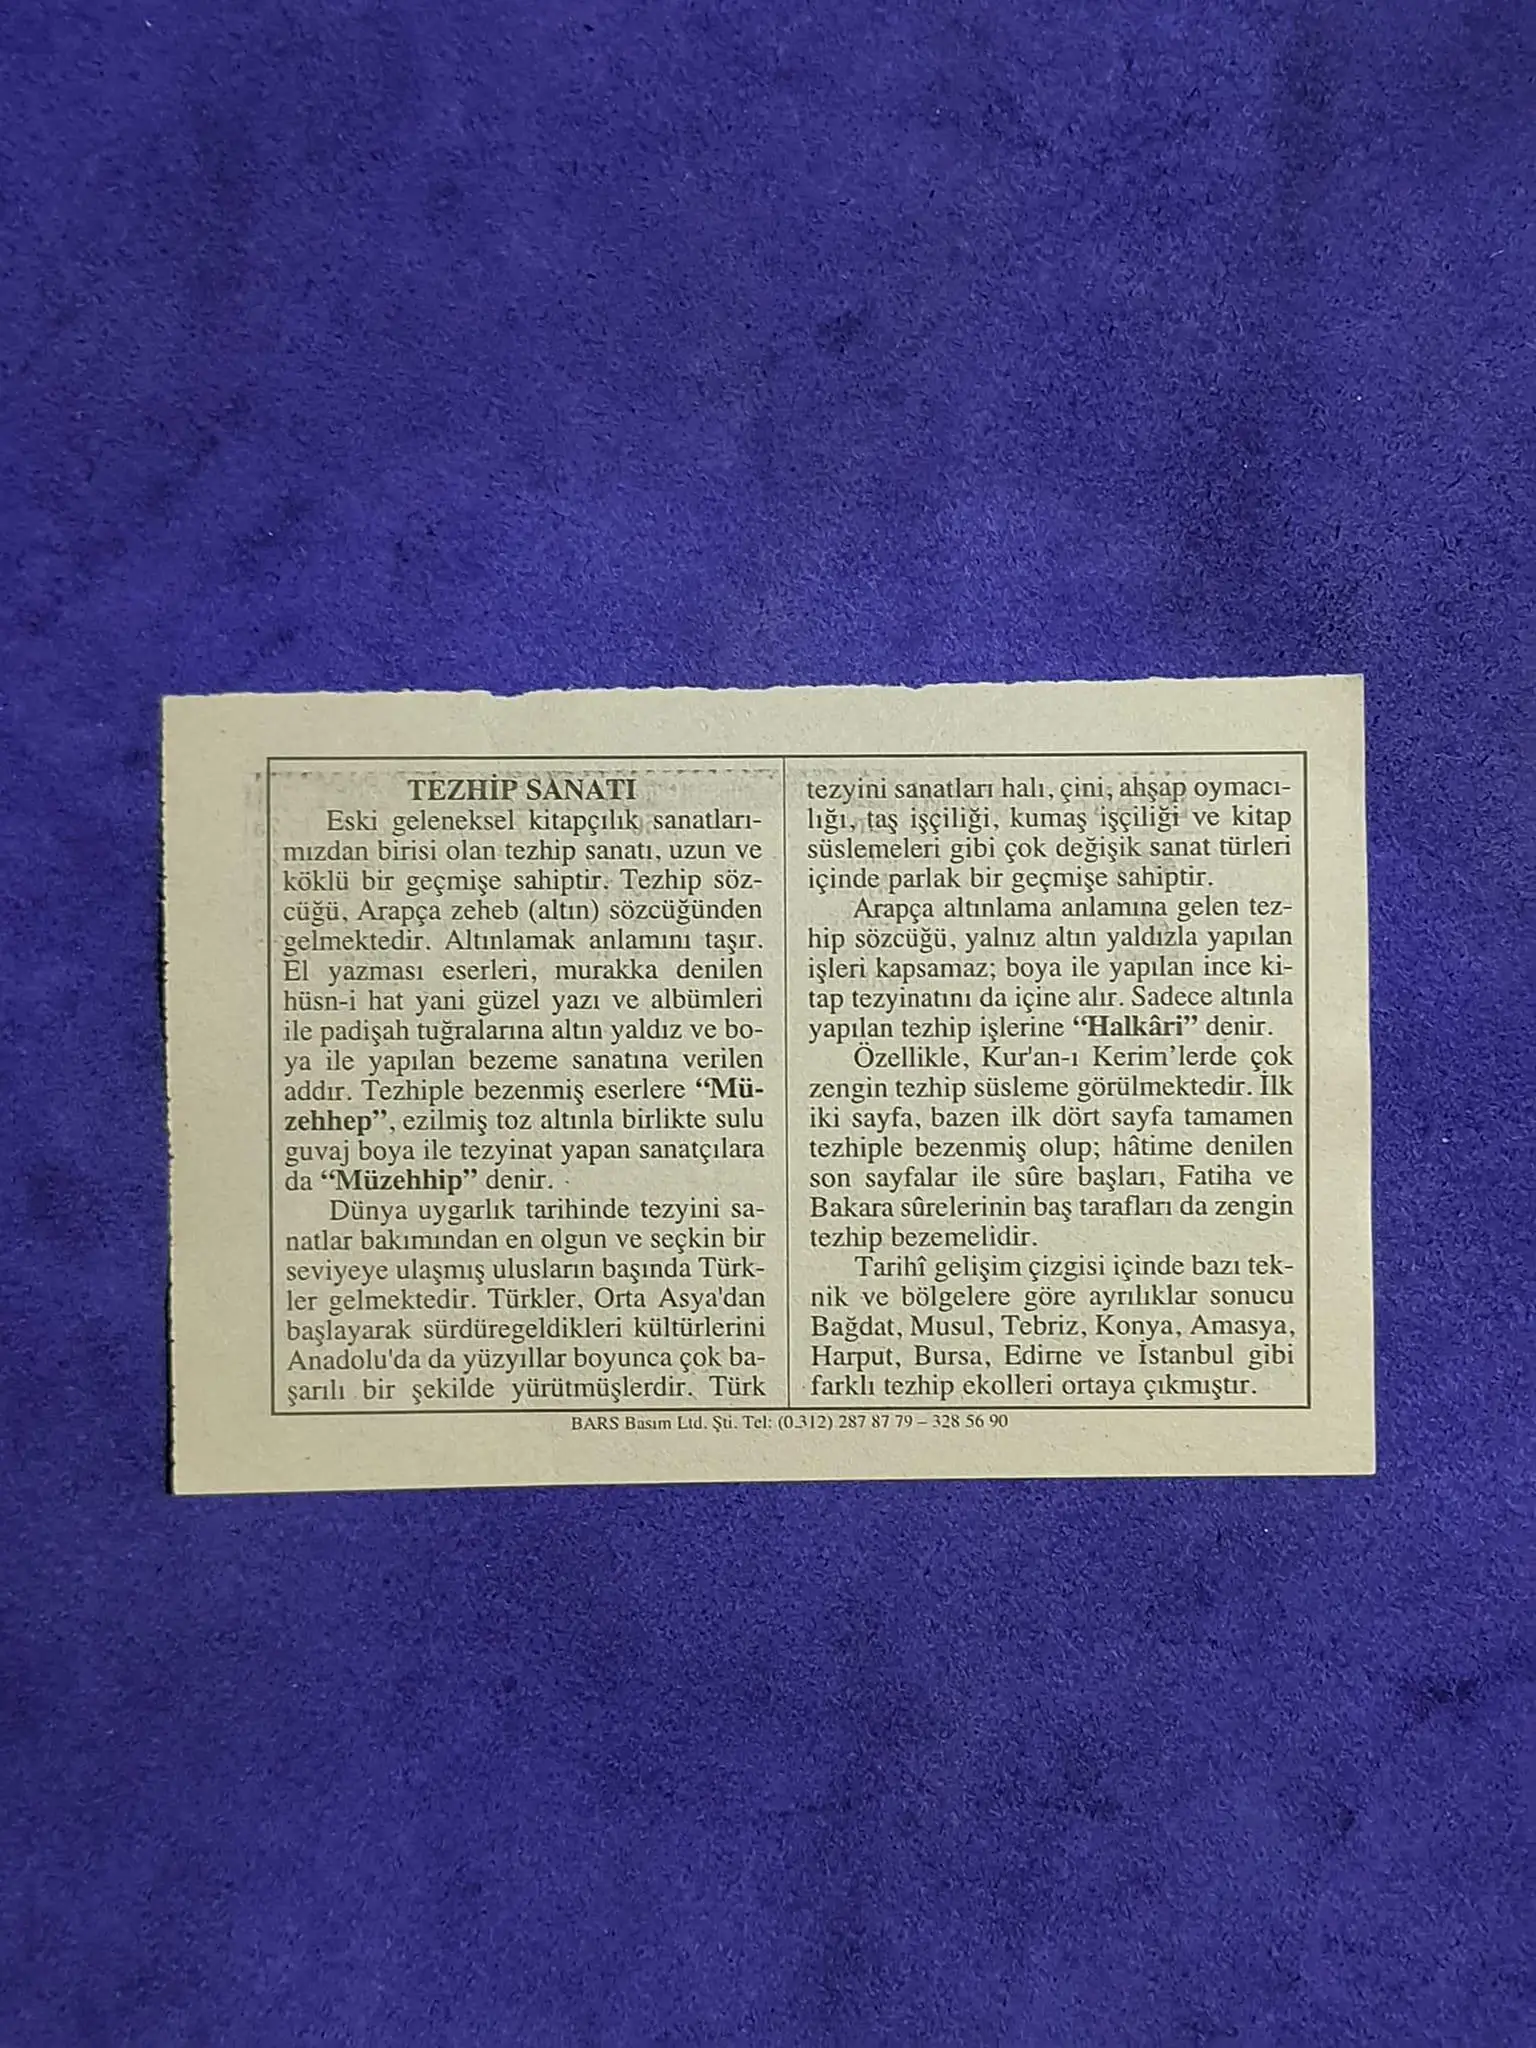 TEZHİP SANATI
Eski geleneksel kitapçılık sanatları-
mızdan birisi olan tezhip sanatı, uzun ve
köklü bir geçmişe sahiptir. Tezhip söz-
cüğü, Arapça zeheb (altın) sözcüğünden
gelmektedir. Altınlamak anlamını taşır.
El yazması eserleri, murakka denilen
hüsn-i hat yani güzel yazı ve albümleri
ile padişah tuğralarına altın yaldız ve bo-
ya ile yapılan bezeme sanatına verilen
addır. Tezhiple bezenmiş eserlere “Mü-
zehhep”, ezilmiş toz altınla birlikte sulu
guvaj boya ile tezyinat yapan sanatçılara
da “Müzehhip” denir.
Dünya uygarlık tarihinde tezyini sa-
natlar bakımından en olgun ve seçkin bir
seviyeye ulaşmış ulusların başında Türk-
ler gelmektedir. Türkler, Orta Asya'dan
başlayarak sürdüregeldikleri kültürlerini
Anadolu'da da yüzyıllar boyunca çok ba-
şarılı bir şekilde yürütmüşlerdir. Türk
tezyini sanatları halı, çini, ahşap oymacı-
lığı, taş işçiliği, kumaş işçiliği ve kitap
süslemeleri gibi çok değişik sanat türleri
içinde parlak bir geçmişe sahiptir.
Arapça altınlama anlamına gelen tez-
hip sözcüğü, yalnız altın yaldızla yapılan
işleri kapsamaz; boya ile yapılan ince ki-
tap tezyinatını da içine alır. Sadece altınla
yapılan tezhip işlerine “Halkâri” denir.
Özellikle, Kur'an-ı Kerim’lerde çok
zengin tezhip süsleme görülmektedir. İlk
iki sayfa, bazen ilk dört sayfa tamamen
tezhiple bezenmiş olup; hâtime denilen
son sayfalar ile sûre başları, Fatiha ve
Bakara sûrelerinin baş tarafları da zengin
tezhip bezemelidir.
Tarihî gelişim çizgisi içinde bazı tek-
nik ve bölgelere göre ayrılıklar sonucu
Bağdat, Musul, Tebriz, Konya, Amasya,
Harput, Bursa, Edirne ve İstanbul gibi
farklı tezhip ekolleri ortaya çıkmıştır.
BARS Basım Ltd. Şti. Tel: (0.312) 287 87 79 – 328 56 90